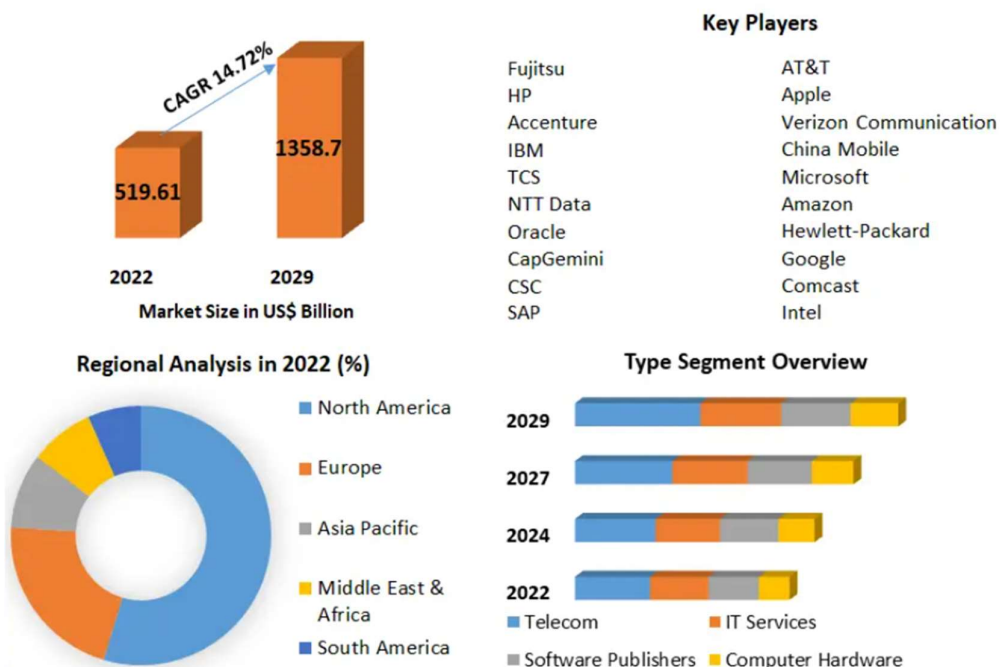 CAGR 14.72%
519.61
1358.7
2022
2029
Market Size in US$ Billion
Key Players
Fujitsu
HP
Accenture
IBM
TCS
NTT Data
Oracle
CapGemini
CSC
SAP
AT&T
Apple
Verizon Communication
China Mobile
Microsoft
Amazon
Hewlett-Packard
Google
Comcast
Intel
Regional Analysis in 2022 (%)
North America
Europe
Asia Pacific
Middle East &
Africa
South America
Type Segment Overview
2029
2027
2024
2022
Telecom
IT Services
Software Publishers
Computer Hardware